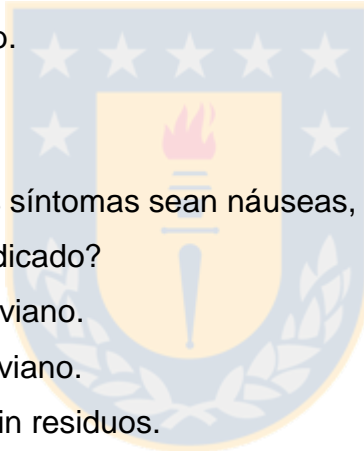 o.
síntomas sean náuseas,
dicado?
viano.
viano.
in residuos.